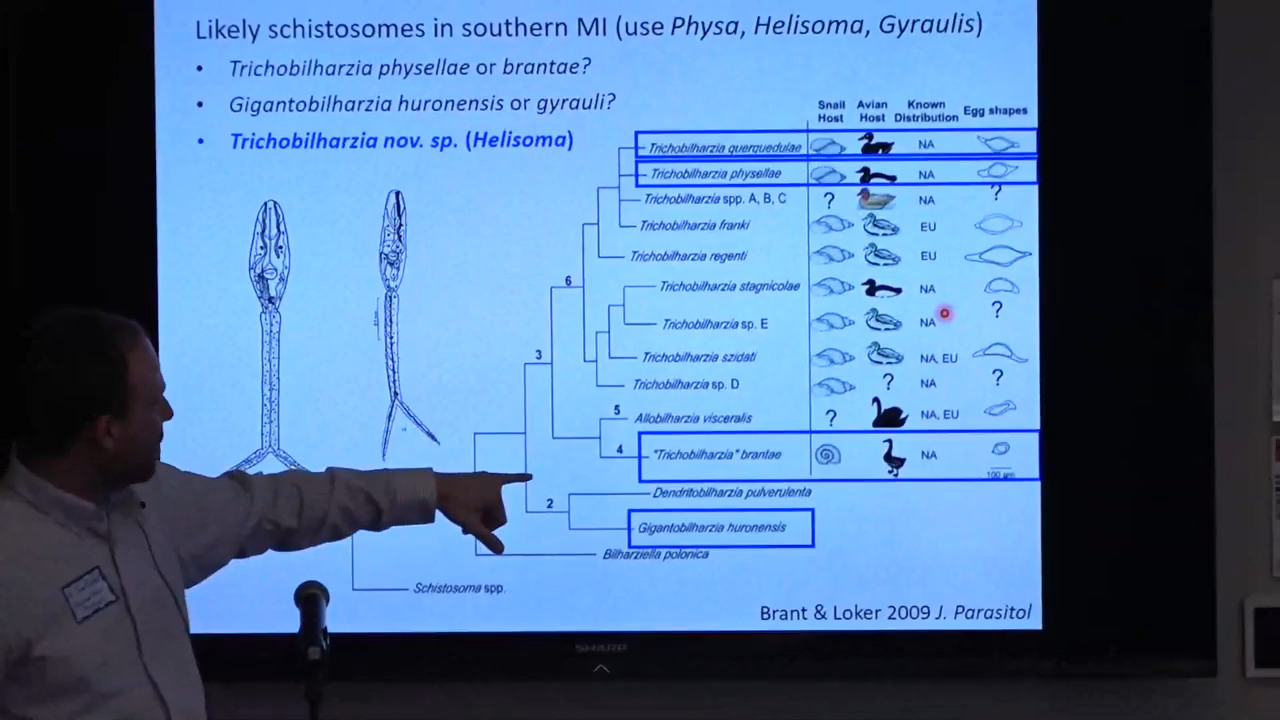 Likely schistosomes in southern MI (use Physa, Helisoma, Gyraulis)
• Trichobilharzia physellae or brantae?
• Gigantobilharzia huronensis or gyrauli?
• Trichobilharzia nov. sp. (Helisoma)
Snail Host Avian Host Known Distribution Egg shapes
Trichobilharzia querquedulae NA
Trichobilharzia physellae NA
Trichobilharzia spp. A, B, C ? NA ?
Trichobilharzia franki EU
Trichobilharzia regenti EU
6
Trichobilharzia stagnicolae NA
Trichobilharzia sp. E NA ?
3
Trichobilharzia szidati NA, EU
Trichobilharzia sp. D ? NA ?
5 Allobilharzia visceralis ? NA, EU
4 "Trichobilharzia" brantae NA
100 µm
Dendritobilharzia pulverulenta
2
Gigantobilharzia huronensis
Bilharziella polonica
Schistosoma spp.
Brant & Loker 2009 J. Parasitol
SHARP